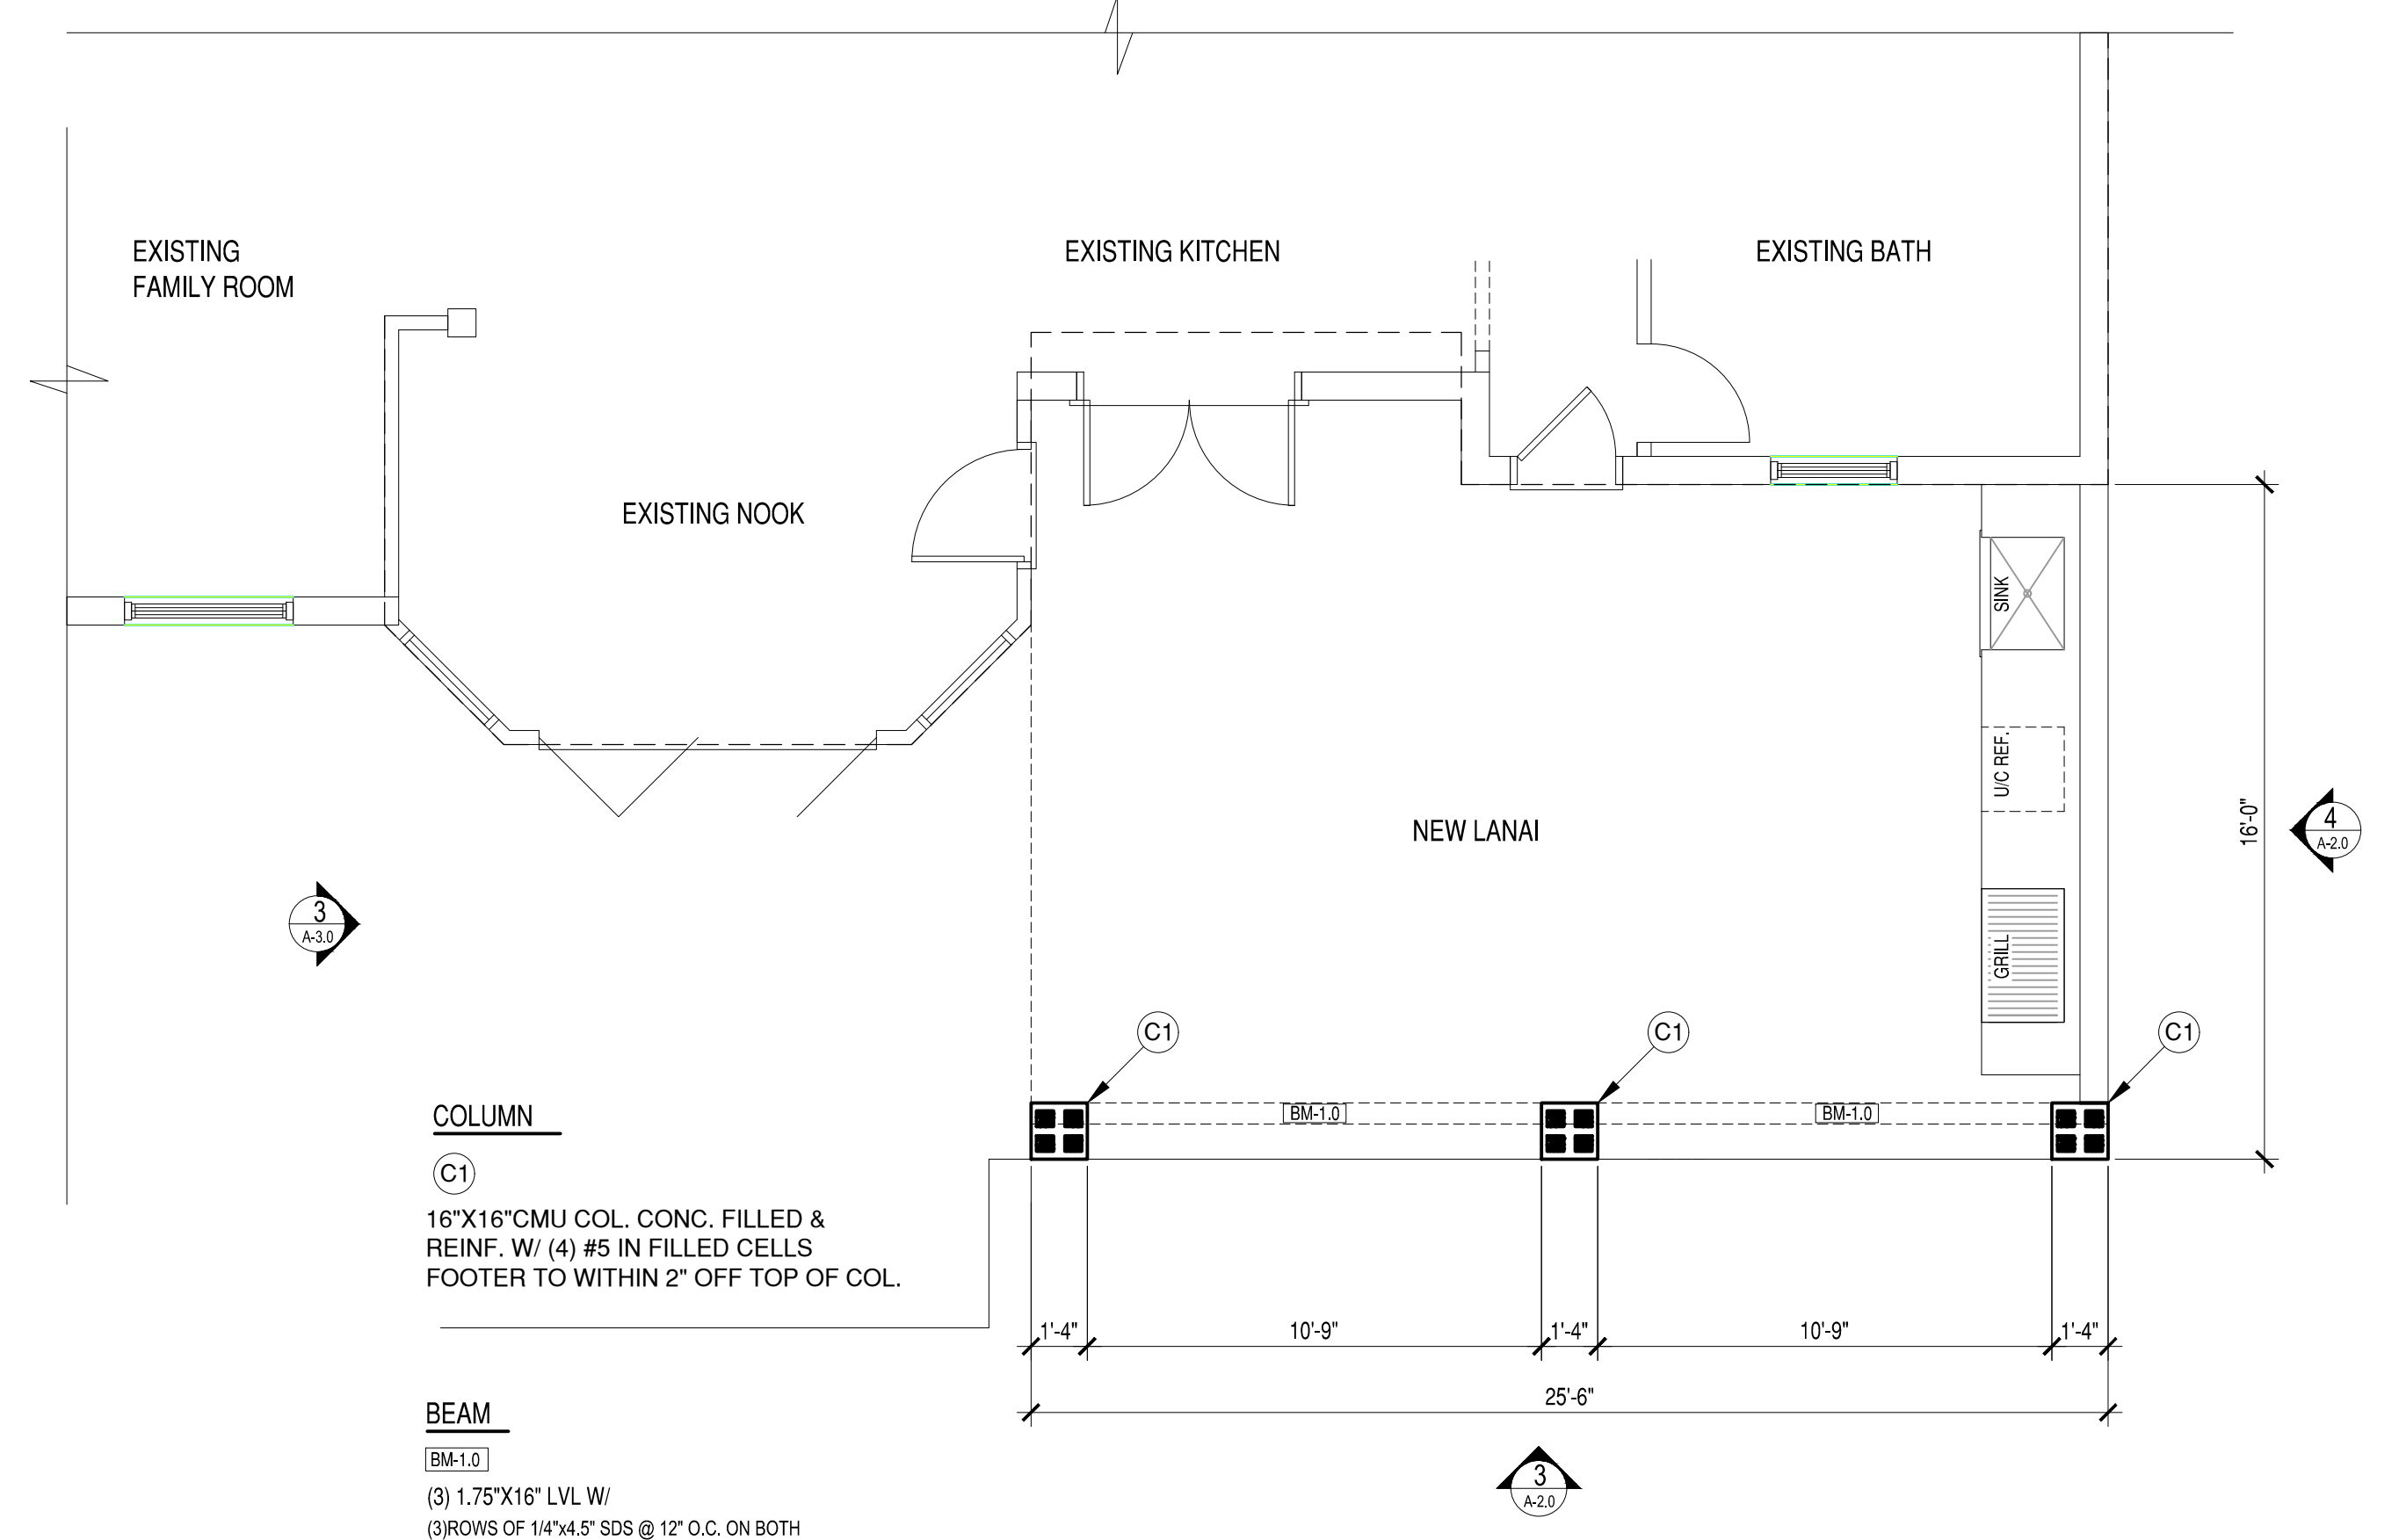 EXISTING
FAMILY ROOM
EXISTING KITCHEN
EXISTING BATH
EXISTING NOOK
SINK
U/C REF.
NEW LANAI
16'-0"
4
A-2.0
3
A-3.0
GRILL
C1
C1
C1
BM-1.0
BM-1.0
COLUMN
C1
16"X16"CMU COL. CONC. FILLED &
REINF. W/ (4) #5 IN FILLED CELLS
FOOTER TO WITHIN 2" OFF TOP OF COL.
1'-4"
10'-9"
1'-4"
10'-9"
1'-4"
25'-6"
BEAM
BM-1.0
(3) 1.75"X16" LVL W/
(3)ROWS OF 1/4"x4.5" SDS @ 12" O.C. ON BOTH
3
A-2.0